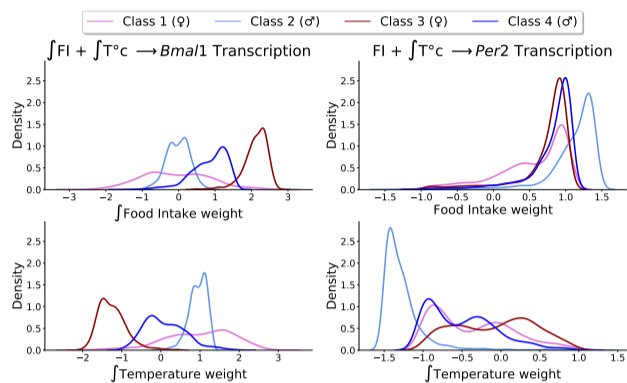 Class 1 (♀) Class 2 (♂) Class 3 (♀) Class 4 (♂)
∫FI + ∫T°c ⟶Bmal1 Transcription
FI + ∫T°c ⟶Per2 Transcription
Density
2.5
2.0
1.5
1.0
0.5
0.0
−3 −2 −1 0 1 2 3
∫Food Intake weight
Density
2.5
2.0
1.5
1.0
0.5
0.0
−1.5 −1.0 −0.5 0.0 0.5 1.0 1.5
Food Intake weight
Density
2.5
2.0
1.5
1.0
0.5
0.0
−2 −1 0 1 2 3
∫Temperature weight
Density
2.5
2.0
1.5
1.0
0.5
0.0
−1.5 −1.0 −0.5 0.0 0.5 1.0 1.5
∫Temperature weight